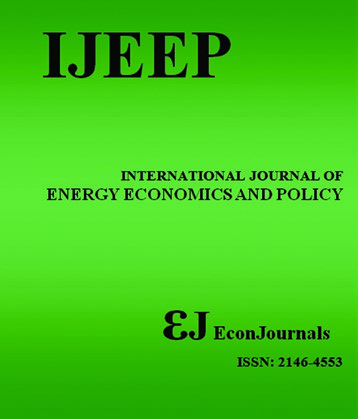 IJEEP
INTERNATIONAL JOURNAL OF
ENERGY ECONOMICS AND POLICY
ƐJ EconJournals
ISSN: 2146-4553